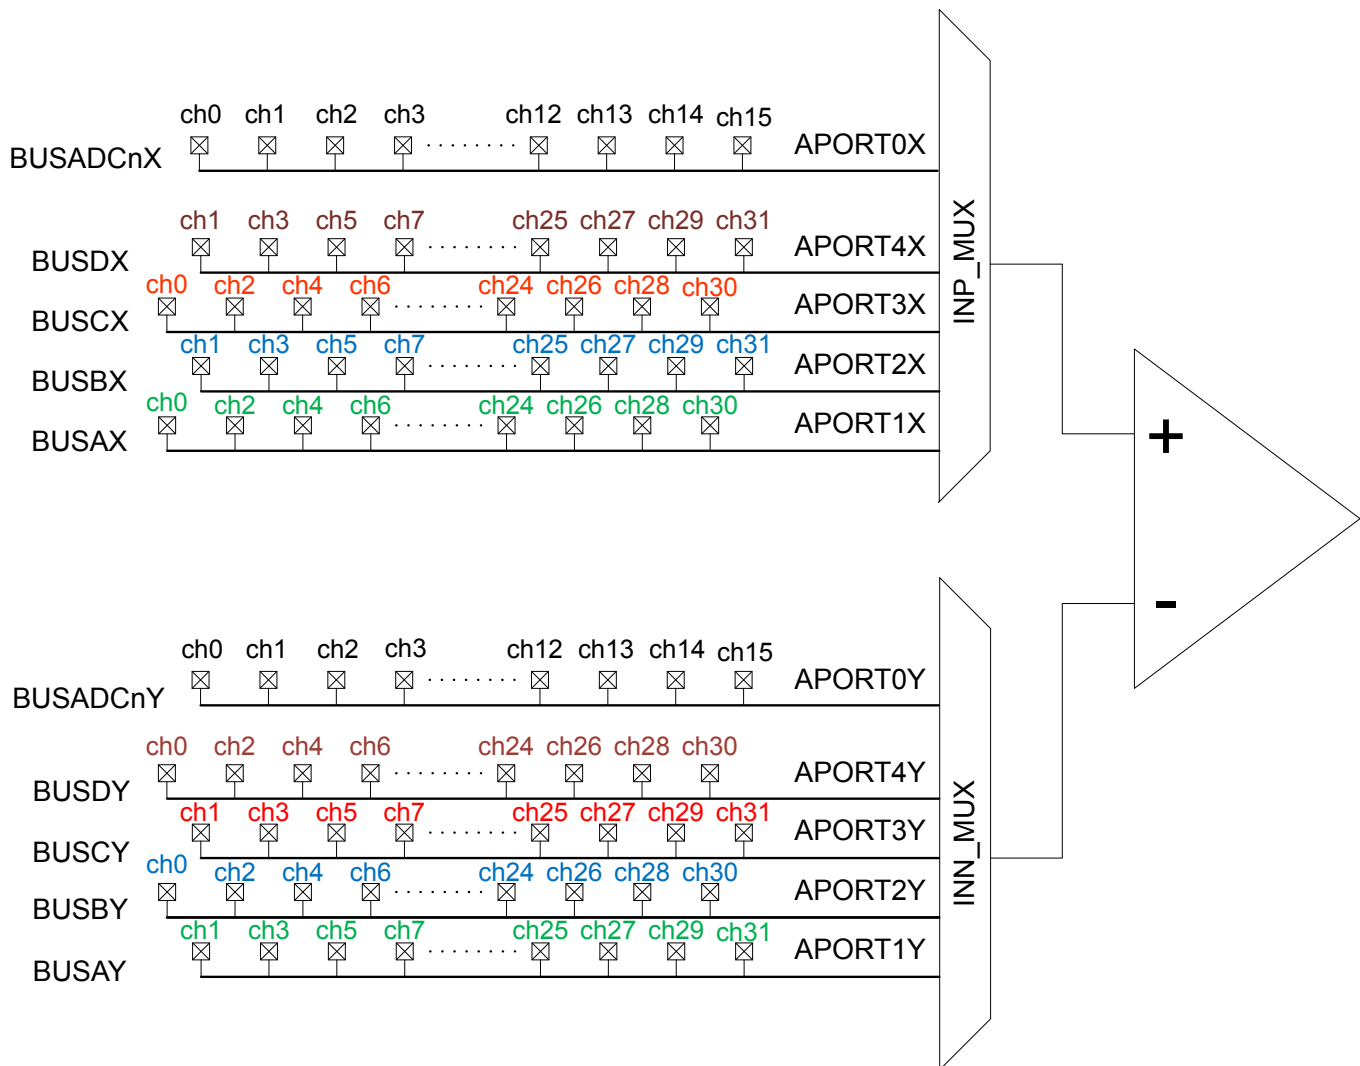 ch0 ch1 ch2 ch3 ........ ch12 ch13 ch14 ch15
BUSADCnX APORT0X
ch1 ch3 ch5 ch7 ........ ch25 ch27 ch29 ch31
BUSDX APORT4X
ch0 ch2 ch4 ch6 ........ ch24 ch26 ch28 ch30
BUSCX APORT3X
ch1 ch3 ch5 ch7 ........ ch25 ch27 ch29 ch31
BUSBX APORT2X
ch0 ch2 ch4 ch6 ........ ch24 ch26 ch28 ch30
BUSAX APORT1X
INP_MUX
+
-
ch0 ch1 ch2 ch3 ........ ch12 ch13 ch14 ch15
BUSADCnY APORT0Y
ch0 ch2 ch4 ch6 ........ ch24 ch26 ch28 ch30
BUSDY APORT4Y
ch1 ch3 ch5 ch7 ........ ch25 ch27 ch29 ch31
BUSCY APORT3Y
ch0 ch2 ch4 ch6 ........ ch24 ch26 ch28 ch30
BUSBY APORT2Y
ch1 ch3 ch5 ch7 ........ ch25 ch27 ch29 ch31
BUSAY APORT1Y
INN_MUX